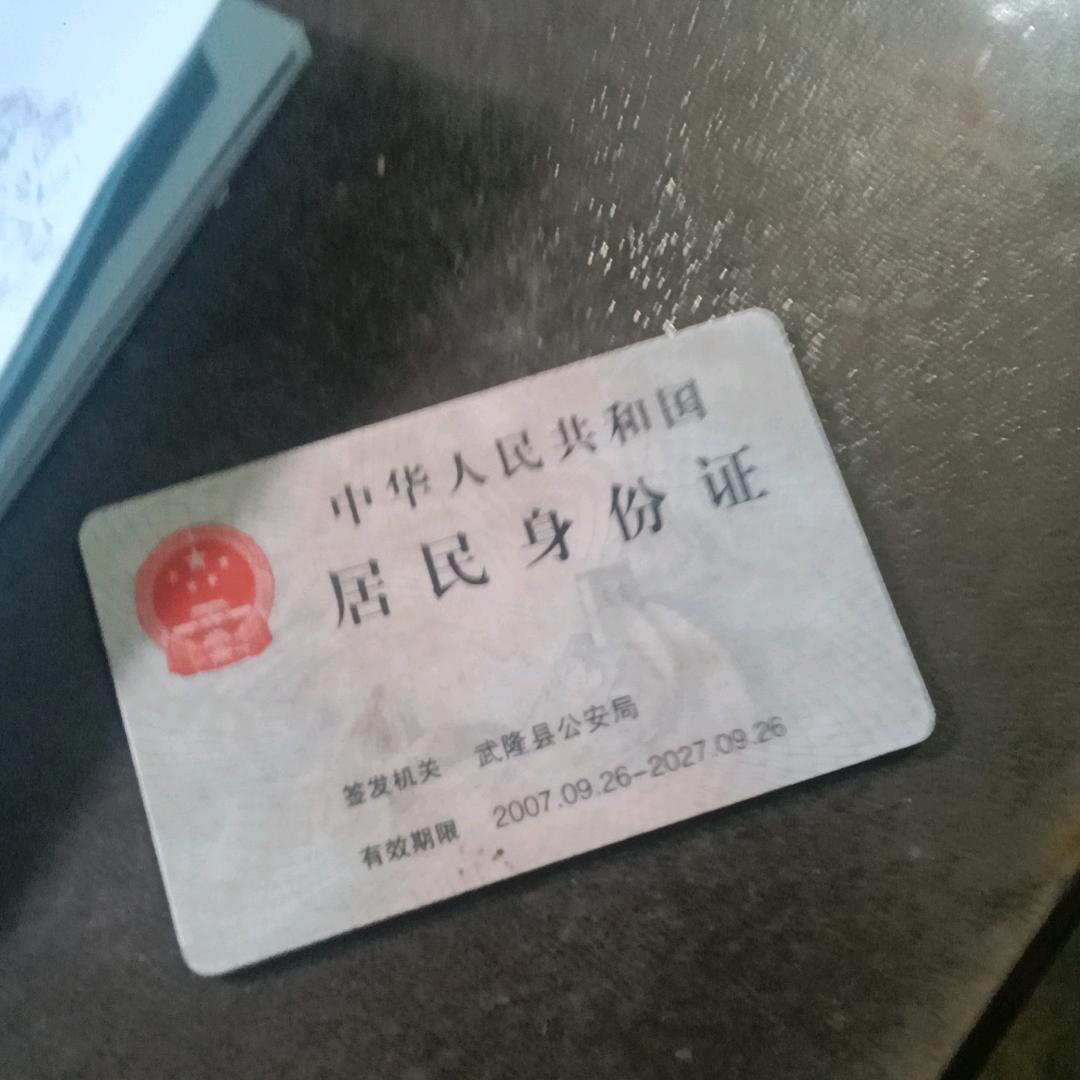 中华人民共和国
居民身份证
签发机关 武隆县公安局
有效期限 2007.09.26-2027.09.26